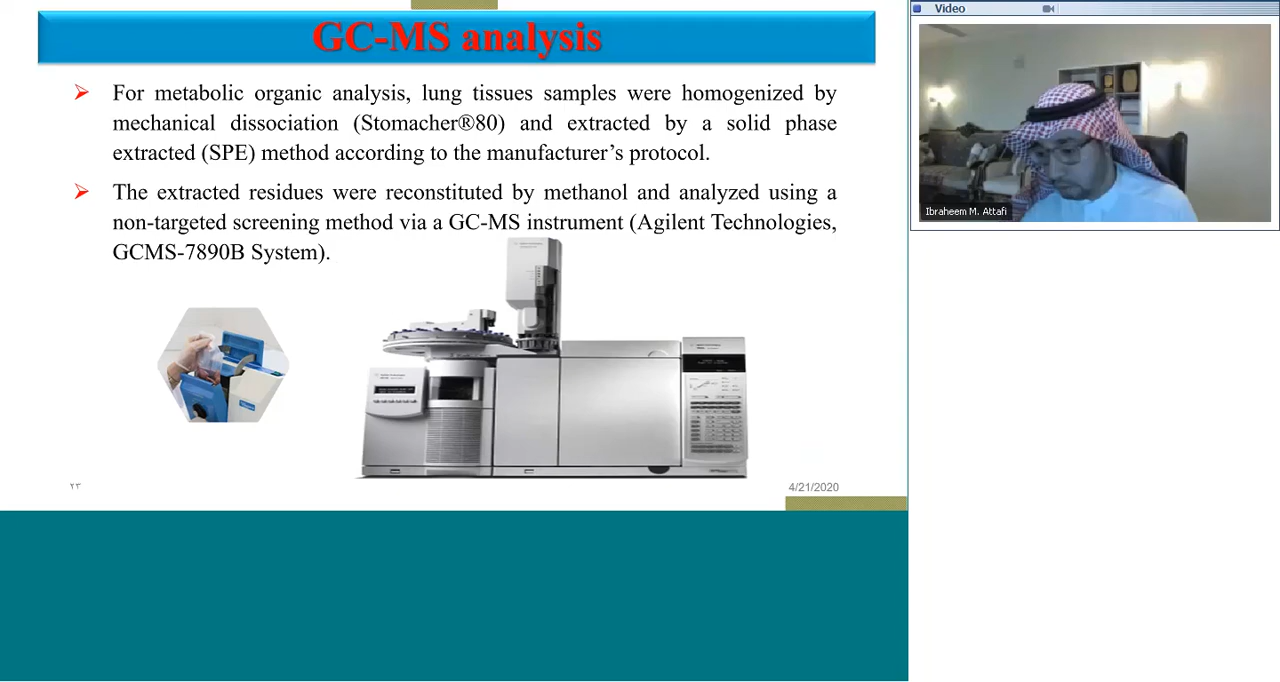 GC-MS analysis
For metabolic organic analysis, lung tissues samples were homogenized by
mechanical dissociation (Stomacher®80) and extracted by a solid phase
extracted (SPE) method according to the manufacturer’s protocol.
The extracted residues were reconstituted by methanol and analyzed using a
non-targeted screening method via a GC-MS instrument (Agilent Technologies,
GCMS-7890B System).
٢٣
4/21/2020
Video
Ibraheem M. Attafi